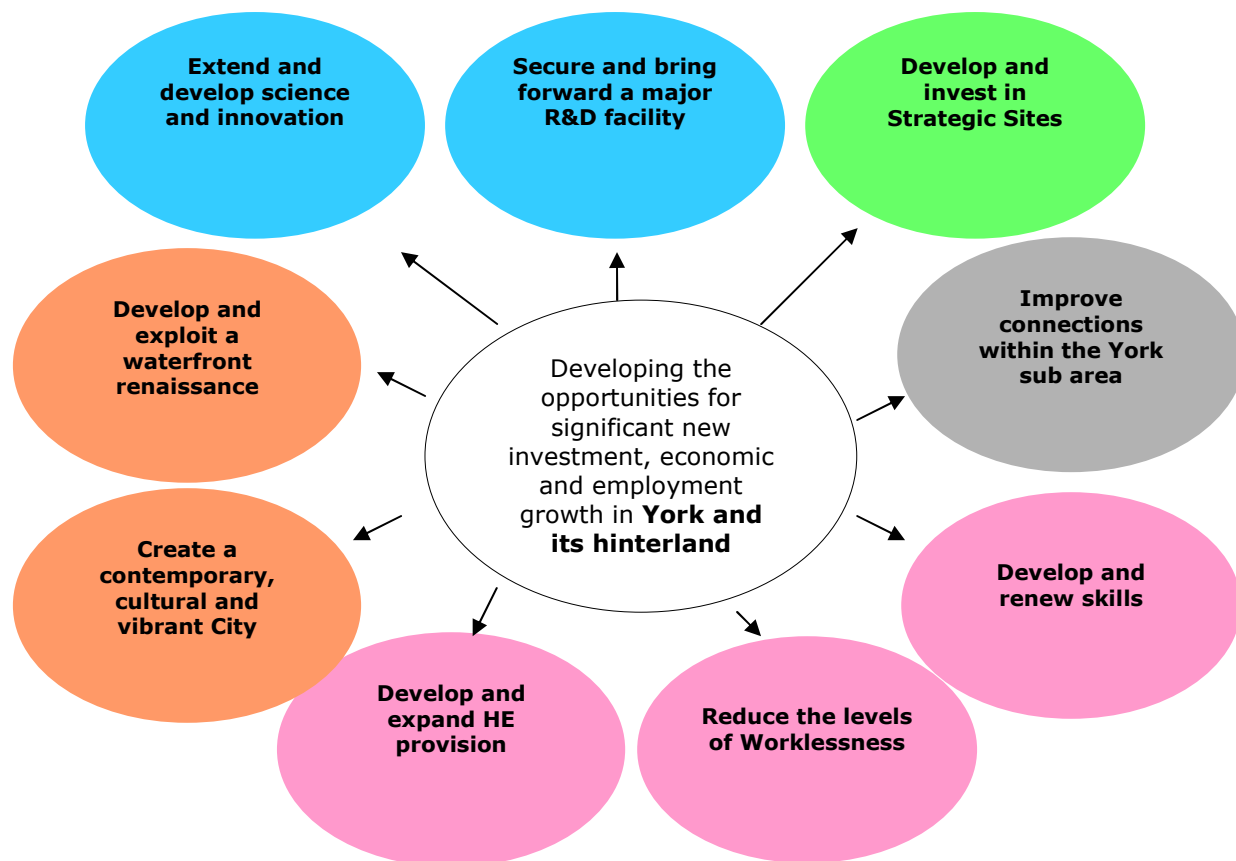 Extend and
develop science
and innovation
Secure and bring
forward a major
R&D facility
Develop and
invest in
Strategic Sites
Develop and
exploit a
waterfront
renaissance
Improve
connections
within the York
sub area
Developing the
opportunities for
significant new
investment, economic
and employment
growth in York and
its hinterland
Create a
contemporary,
cultural and
vibrant City
Develop and
renew skills
Develop and
expand HE
provision
Reduce the levels
of Worklessness